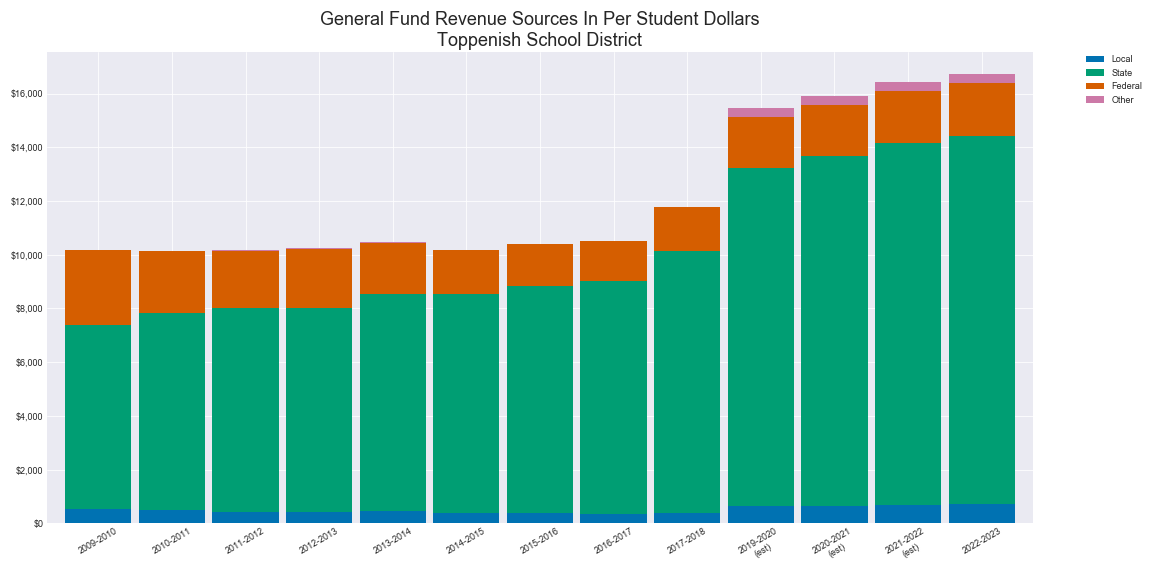 General Fund Revenue Sources In Per Student Dollars
Toppenish School District
Local
State
Federal
Other
$16,000
$14,000
$12,000
$10,000
$8,000
$6,000
$4,000
$2,000
$0
2009-2010
2010-2011
2011-2012
2012-2013
2013-2014
2014-2015
2015-2016
2016-2017
2017-2018
2019-2020
(est)
2020-2021
(est)
2021-2022
(est)
2022-2023